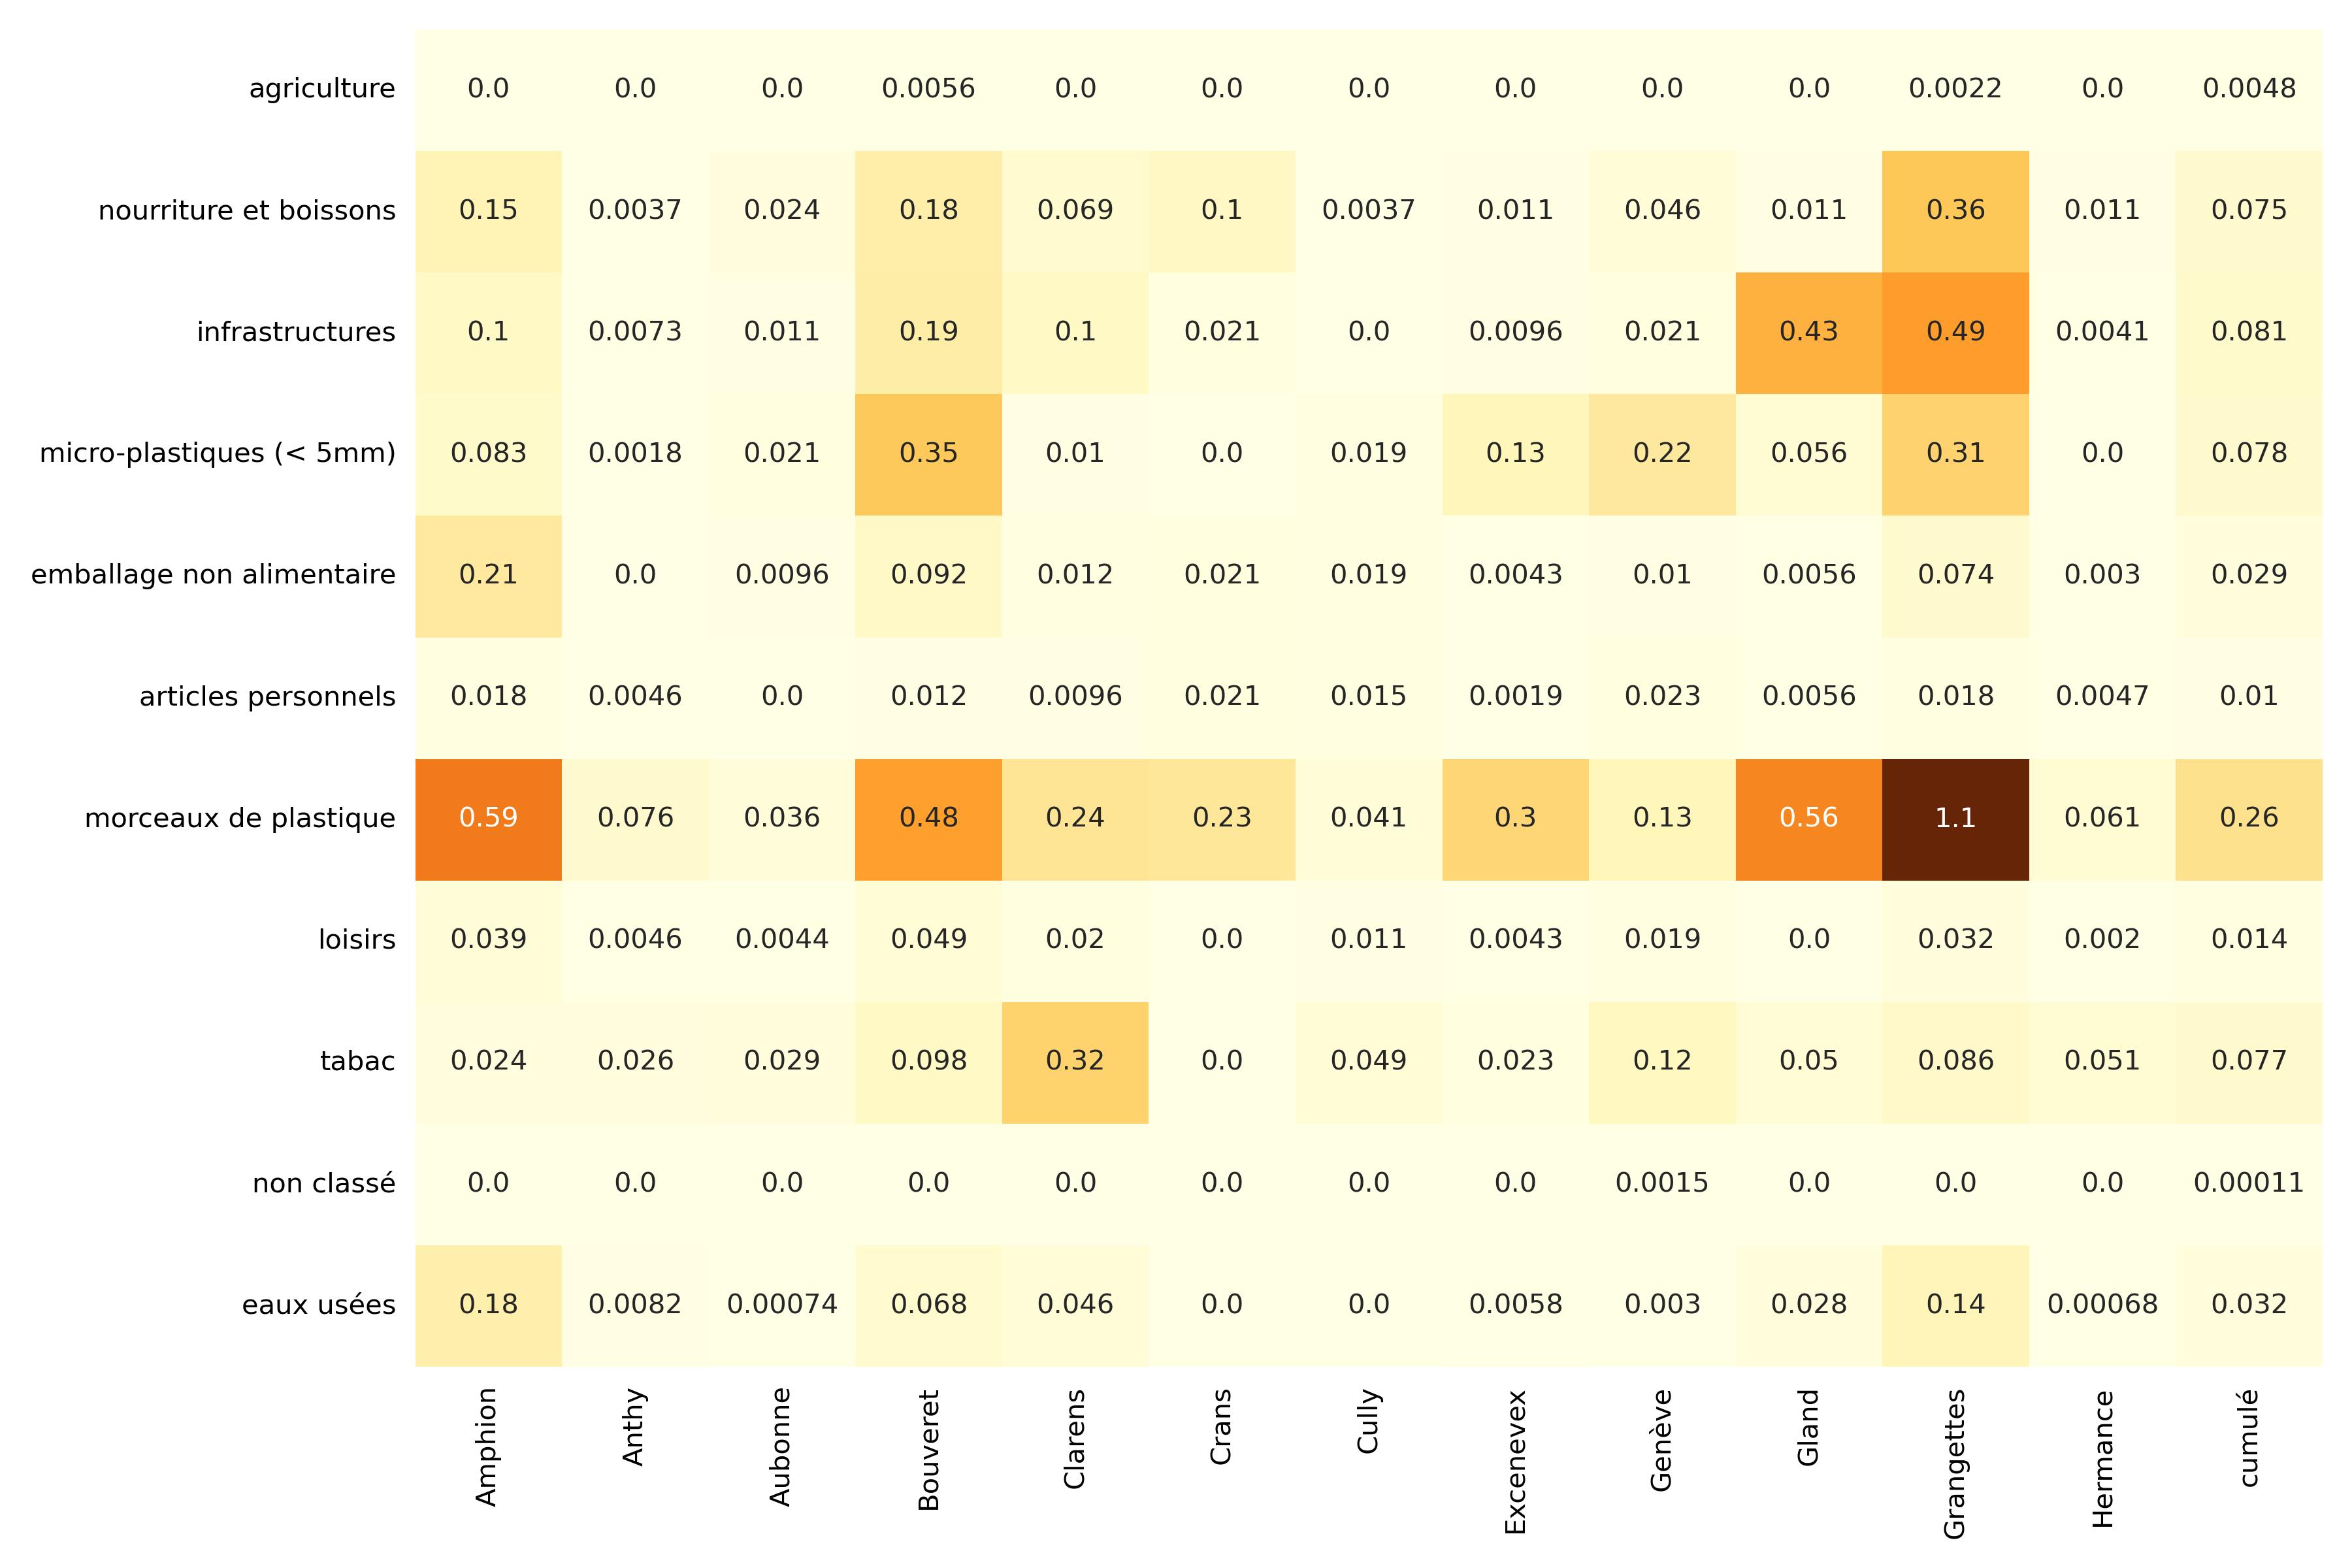 agriculture 0.0 0.0 0.0 0.0056 0.0 0.0 0.0 0.0 0.0 0.0 0.0022 0.0 0.0048
nourriture et boissons 0.15 0.0037 0.024 0.18 0.069 0.1 0.0037 0.011 0.046 0.011 0.36 0.011 0.075
infrastructures 0.1 0.0073 0.011 0.19 0.1 0.021 0.0 0.0096 0.021 0.43 0.49 0.0041 0.081
micro-plastiques (< 5mm) 0.083 0.0018 0.021 0.35 0.01 0.0 0.019 0.13 0.22 0.056 0.31 0.0 0.078
emballage non alimentaire 0.21 0.0 0.0096 0.092 0.012 0.021 0.019 0.0043 0.01 0.0056 0.074 0.003 0.029
articles personnels 0.018 0.0046 0.0 0.012 0.0096 0.021 0.015 0.0019 0.023 0.0056 0.018 0.0047 0.01
morceaux de plastique 0.59 0.076 0.036 0.48 0.24 0.23 0.041 0.3 0.13 0.56 1.1 0.061 0.26
loisirs 0.039 0.0046 0.0044 0.049 0.02 0.0 0.011 0.0043 0.019 0.0 0.032 0.002 0.014
tabac 0.024 0.026 0.029 0.098 0.32 0.0 0.049 0.023 0.12 0.05 0.086 0.051 0.077
non classé 0.0 0.0 0.0 0.0 0.0 0.0 0.0 0.0 0.0015 0.0 0.0 0.0 0.00011
eaux usées 0.18 0.0082 0.00074 0.068 0.046 0.0 0.0 0.0058 0.003 0.028 0.14 0.00068 0.032
Amphion Anthy Aubonne Bouveret Clarens Crans Cully Excenevex Genève Gland Grangettes Hermance cumulé